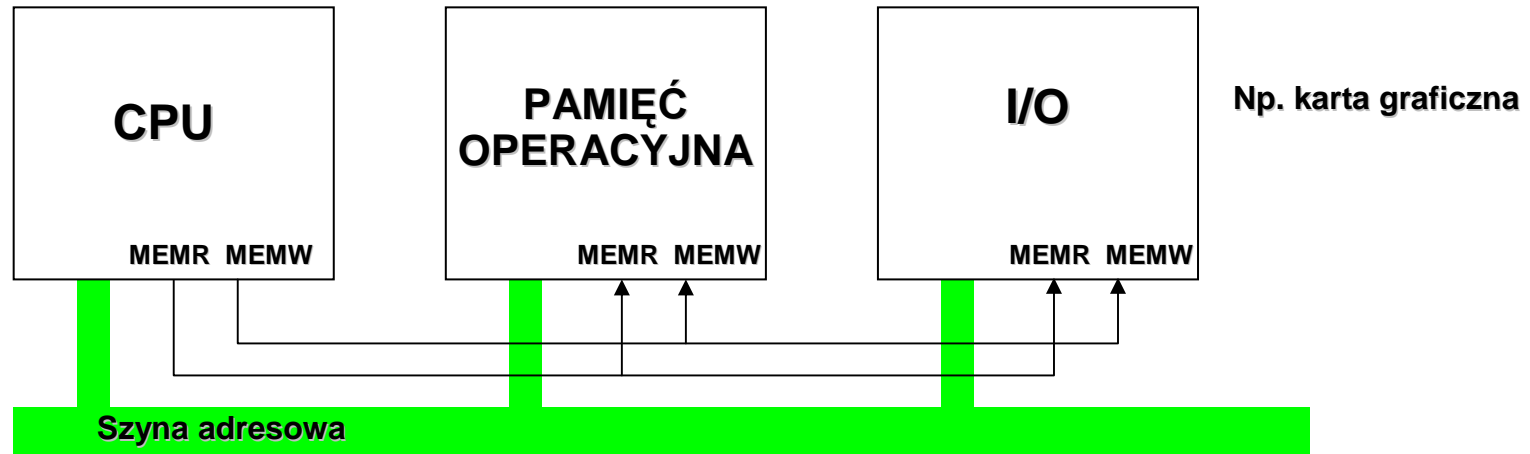 CPU
PAMIĘĆ
OPERACYJNA
I/O
Np. karta graficzna
MEMR MEMW
MEMR MEMW
MEMR MEMW
Szyna adresowa